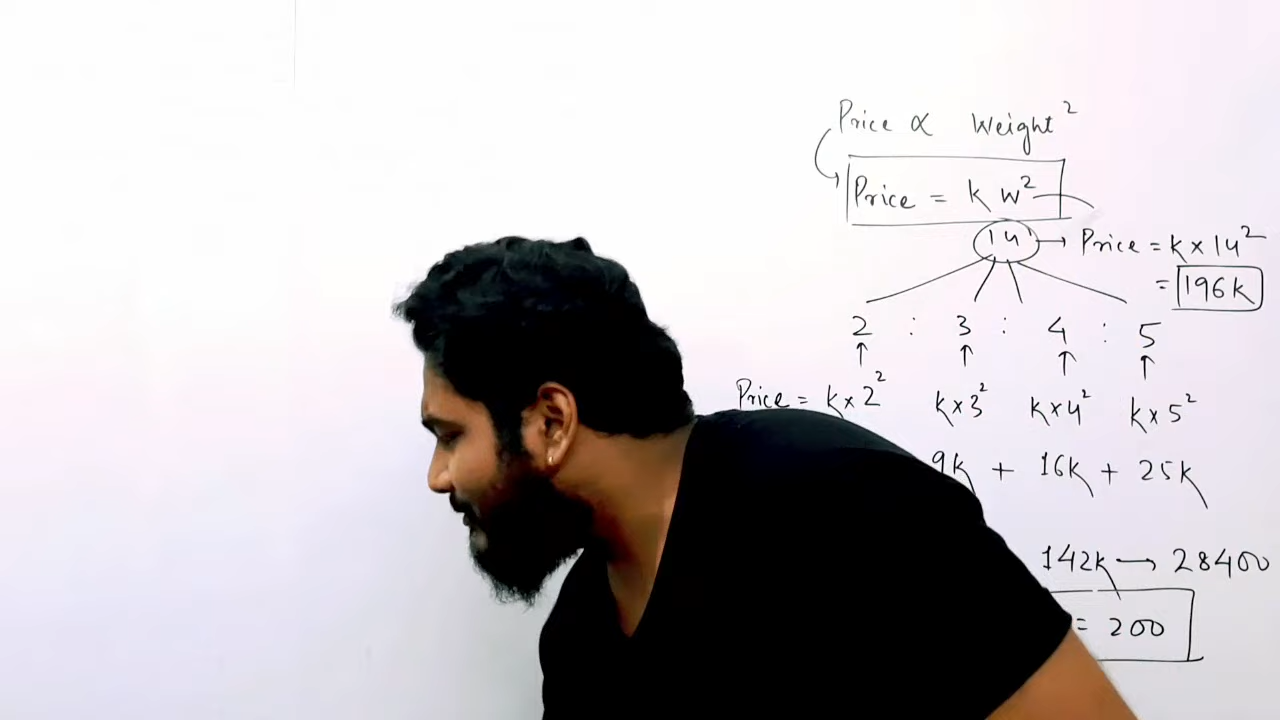 Price ∝ Weight²
Price = k w²
14 → Price = k × 14²
= 196k
2 : 3 : 4 : 5
↑ ↑ ↑ ↑
Price = k×2² k×3² k×4² k×5²
9k + 16k + 25k
142k → 28400
= 200